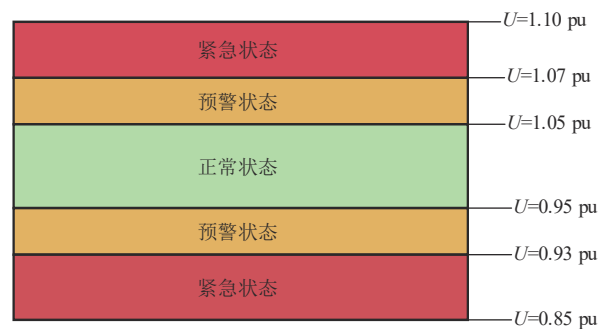 U=1.10 pu
紧急状态
U=1.07 pu
预警状态
U=1.05 pu
正常状态
U=0.95 pu
预警状态
U=0.93 pu
紧急状态
U=0.85 pu